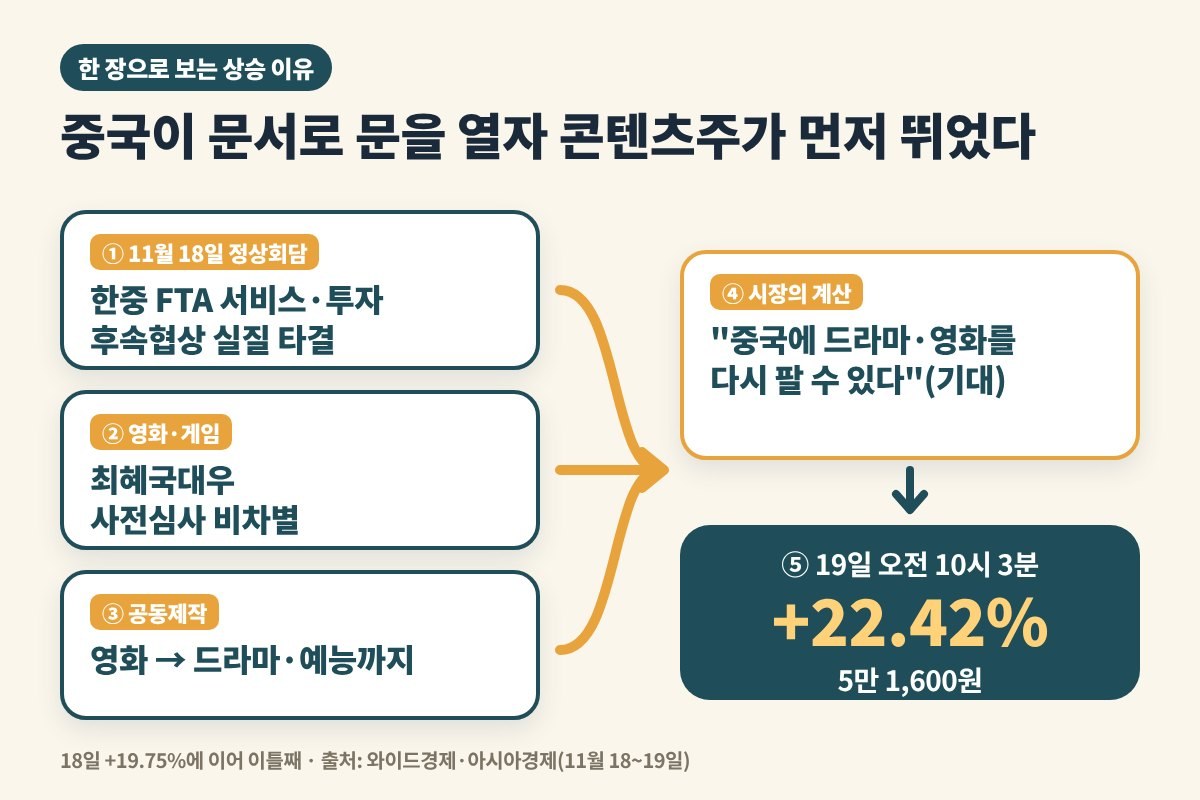 한 장으로 보는 상승 이유
중국이 문서로 문을 열자 콘텐츠주가 먼저 뛰었다
① 11월 18일 정상회담
한중 FTA 서비스·투자
후속협상 실질 타결
② 영화·게임
최혜국대우
사전심사 비차별
③ 공동제작
영화 → 드라마·예능까지
④ 시장의 계산
"중국에 드라마·영화를
다시 팔 수 있다"(기대)
⑤ 19일 오전 10시 3분
+22.42%
5만 1,600원
18일 +19.75%에 이어 이틀째 · 출처: 와이드경제·아시아경제(11월 18~19일)